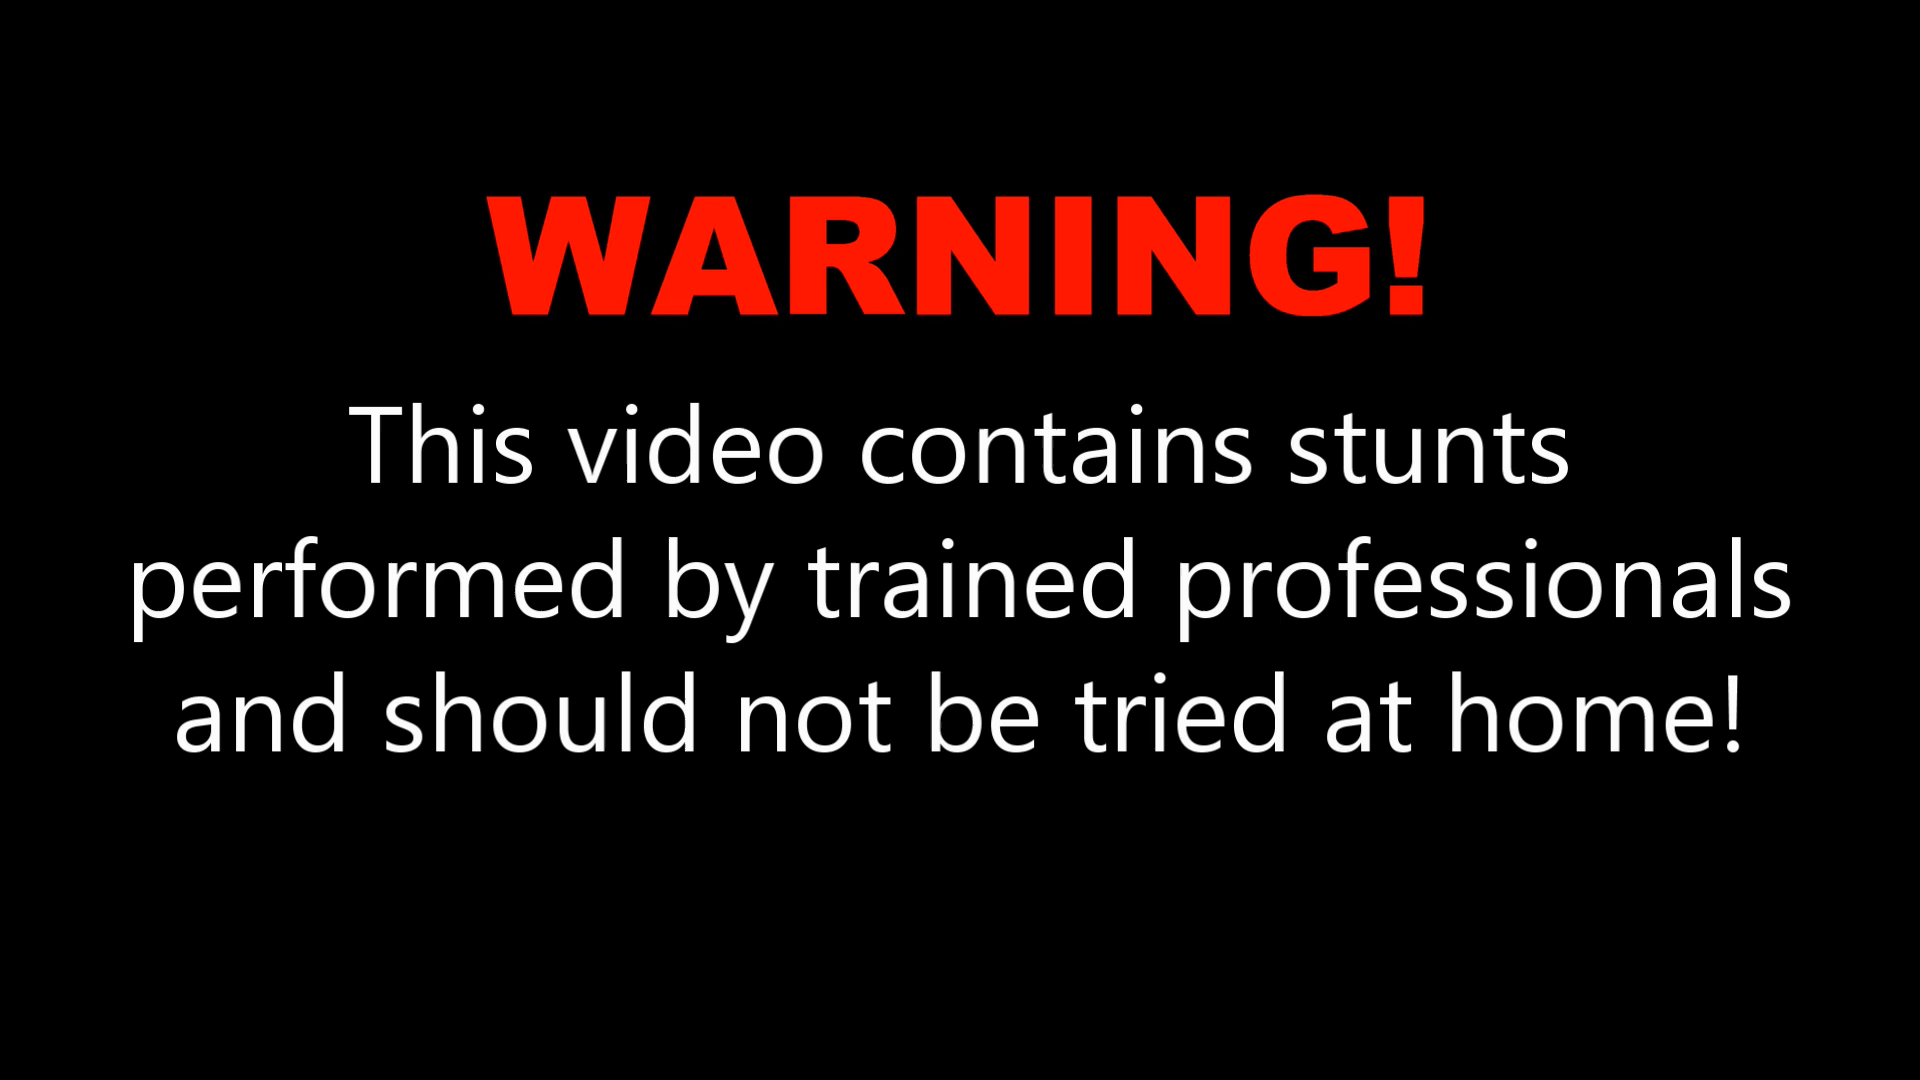 WARNING!
This video contains stunts
performed by trained professionals
and should not be tried at home!